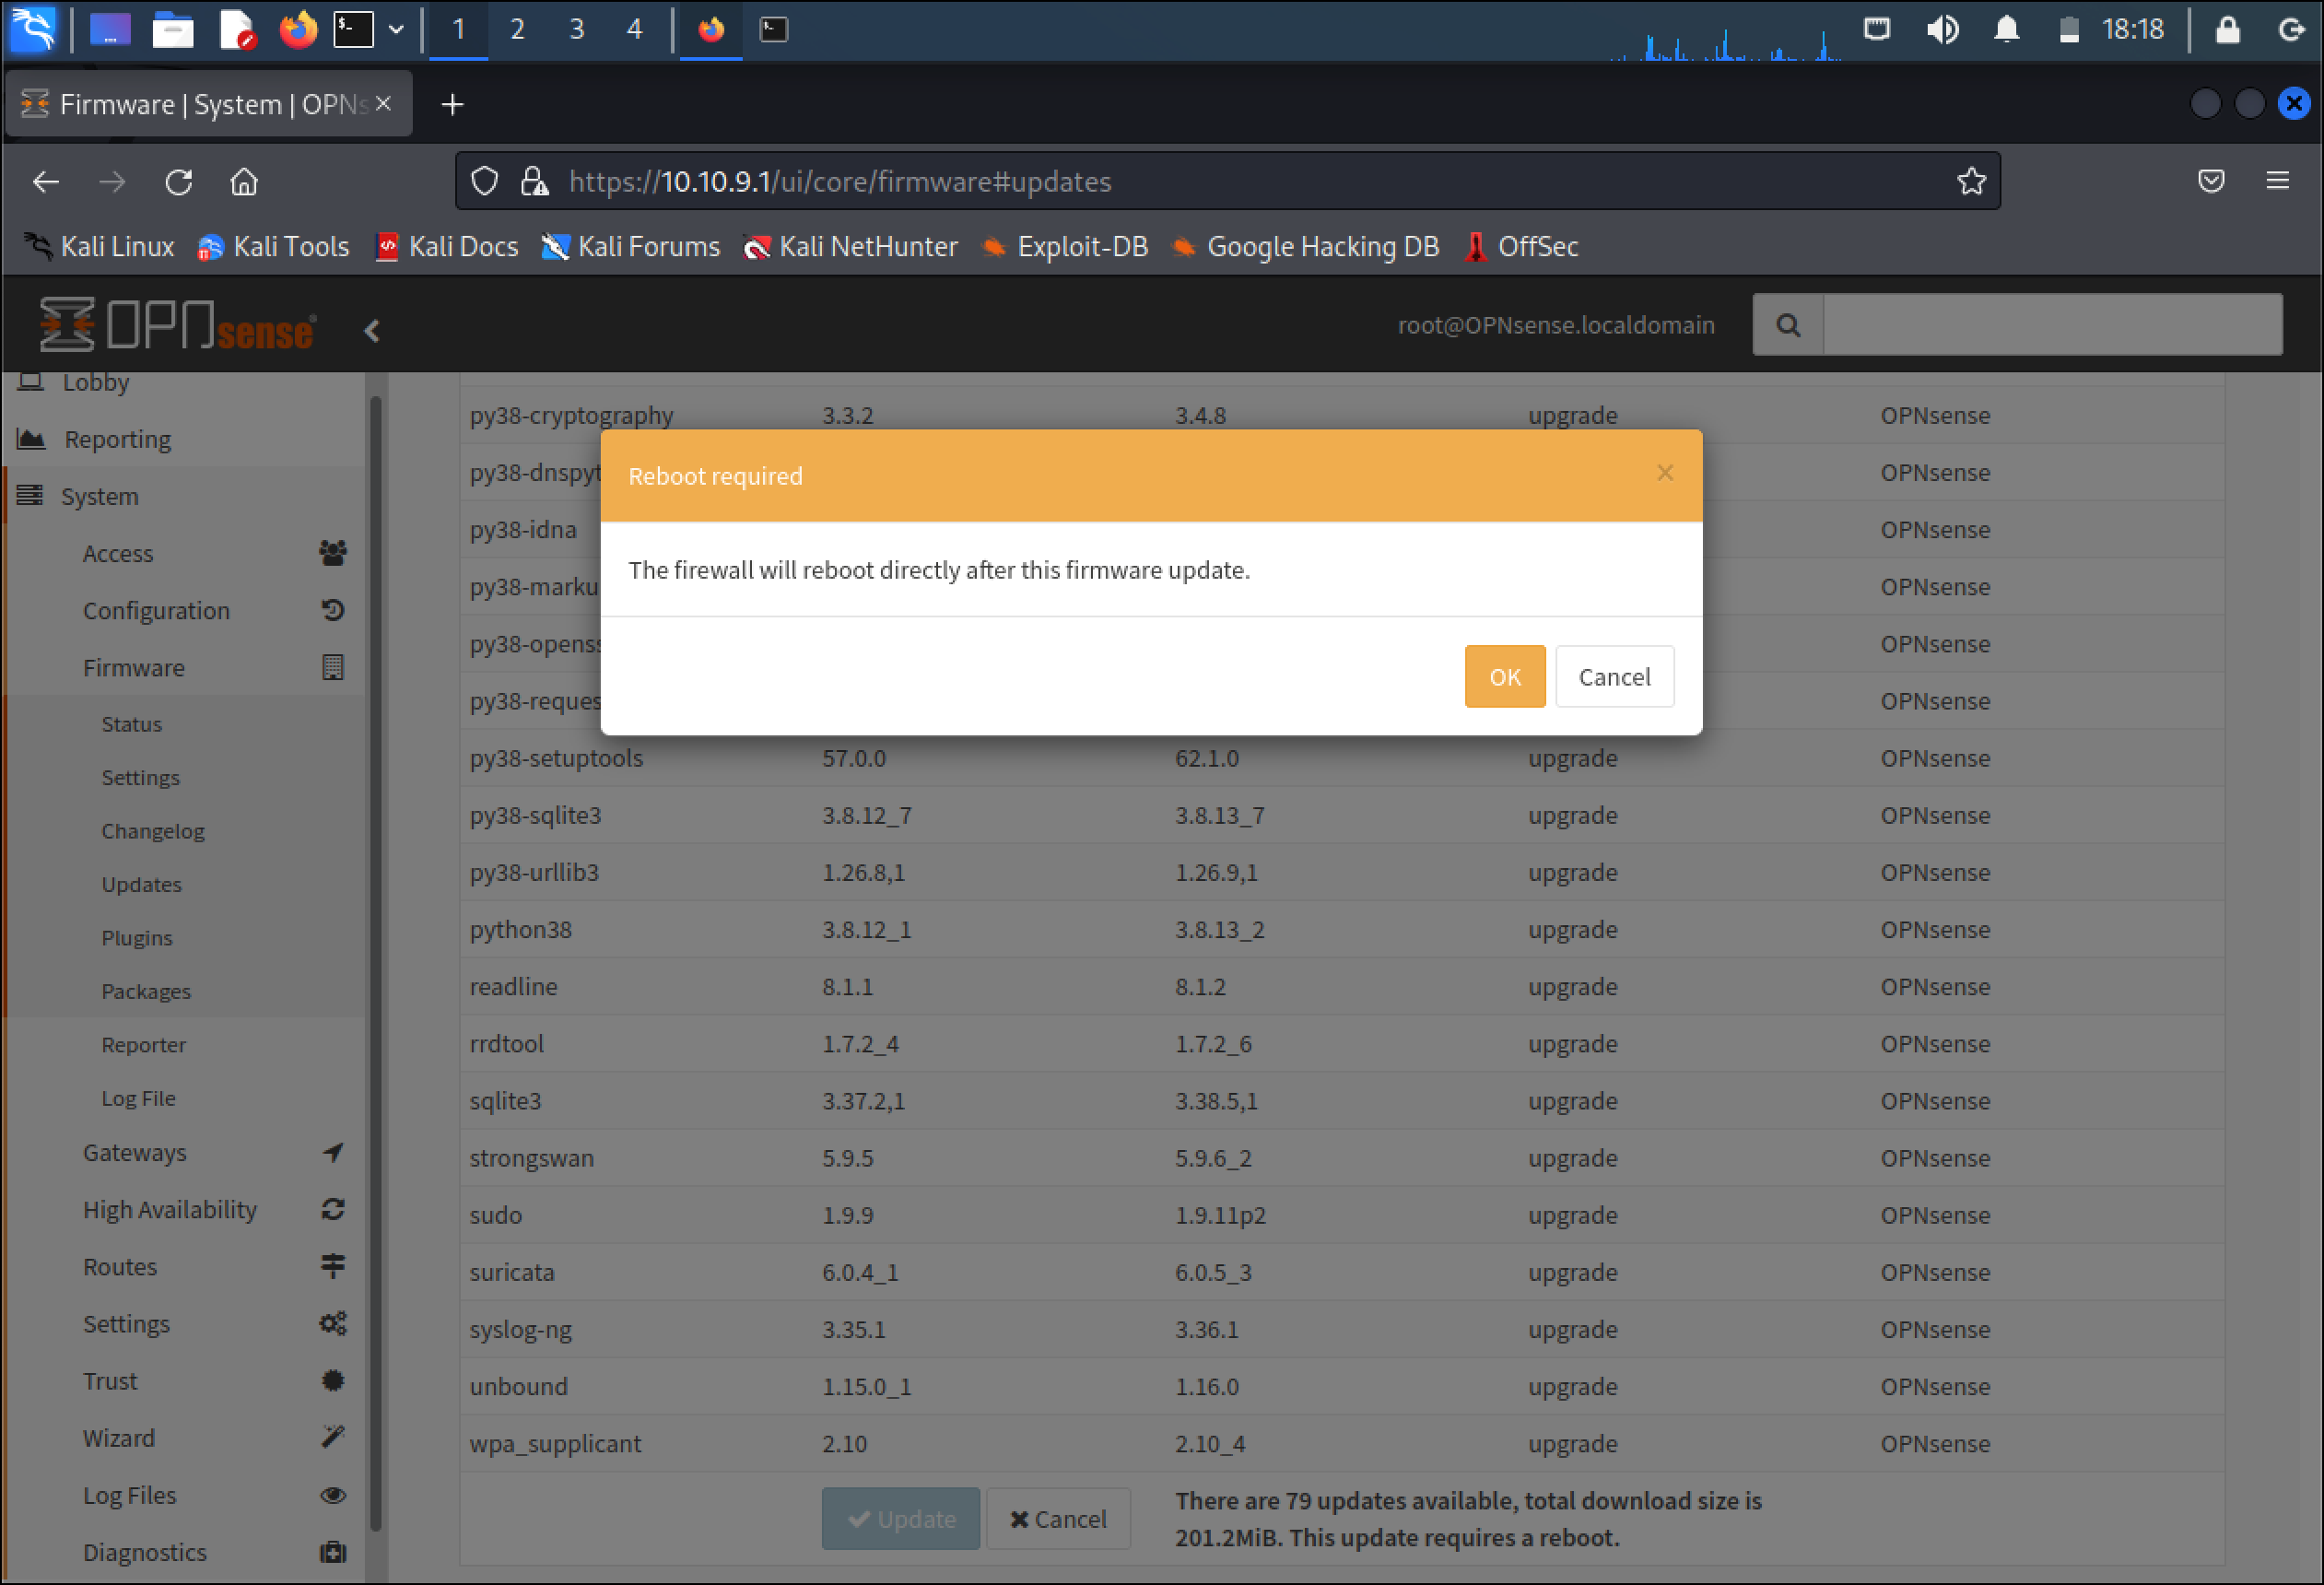 1 2 3 4 18:18
Firmware | System | OPNs
https://10.10.9.1/ui/core/firmware#updates
Kali Linux Kali Tools Kali Docs Kali Forums Kali NetHunter Exploit-DB Google Hacking DB OffSec
OPNsense root@OPNsense.localdomain
Lobby
Reporting
System
Access
Configuration
Firmware
Status
Settings
Changelog
Updates
Plugins
Packages
Reporter
Log File
Gateways
High Availability
Routes
Settings
Trust
Wizard
Log Files
Diagnostics
py38-cryptography 3.3.2 3.4.8 upgrade OPNsense
py38-dnspyt OPNsense
py38-idna OPNsense
py38-marku OPNsense
py38-openss OPNsense
py38-reques OPNsense
Reboot required
The firewall will reboot directly after this firmware update.
OK Cancel
py38-setuptools 57.0.0 62.1.0 upgrade OPNsense
py38-sqlite3 3.8.12_7 3.8.13_7 upgrade OPNsense
py38-urllib3 1.26.8,1 1.26.9,1 upgrade OPNsense
python38 3.8.12_1 3.8.13_2 upgrade OPNsense
readline 8.1.1 8.1.2 upgrade OPNsense
rrdtool 1.7.2_4 1.7.2_6 upgrade OPNsense
sqlite3 3.37.2,1 3.38.5,1 upgrade OPNsense
strongswan 5.9.5 5.9.6_2 upgrade OPNsense
sudo 1.9.9 1.9.11p2 upgrade OPNsense
suricata 6.0.4_1 6.0.5_3 upgrade OPNsense
syslog-ng 3.35.1 3.36.1 upgrade OPNsense
unbound 1.15.0_1 1.16.0 upgrade OPNsense
wpa_supplicant 2.10 2.10_4 upgrade OPNsense
Update Cancel
There are 79 updates available, total download size is
201.2MiB. This update requires a reboot.